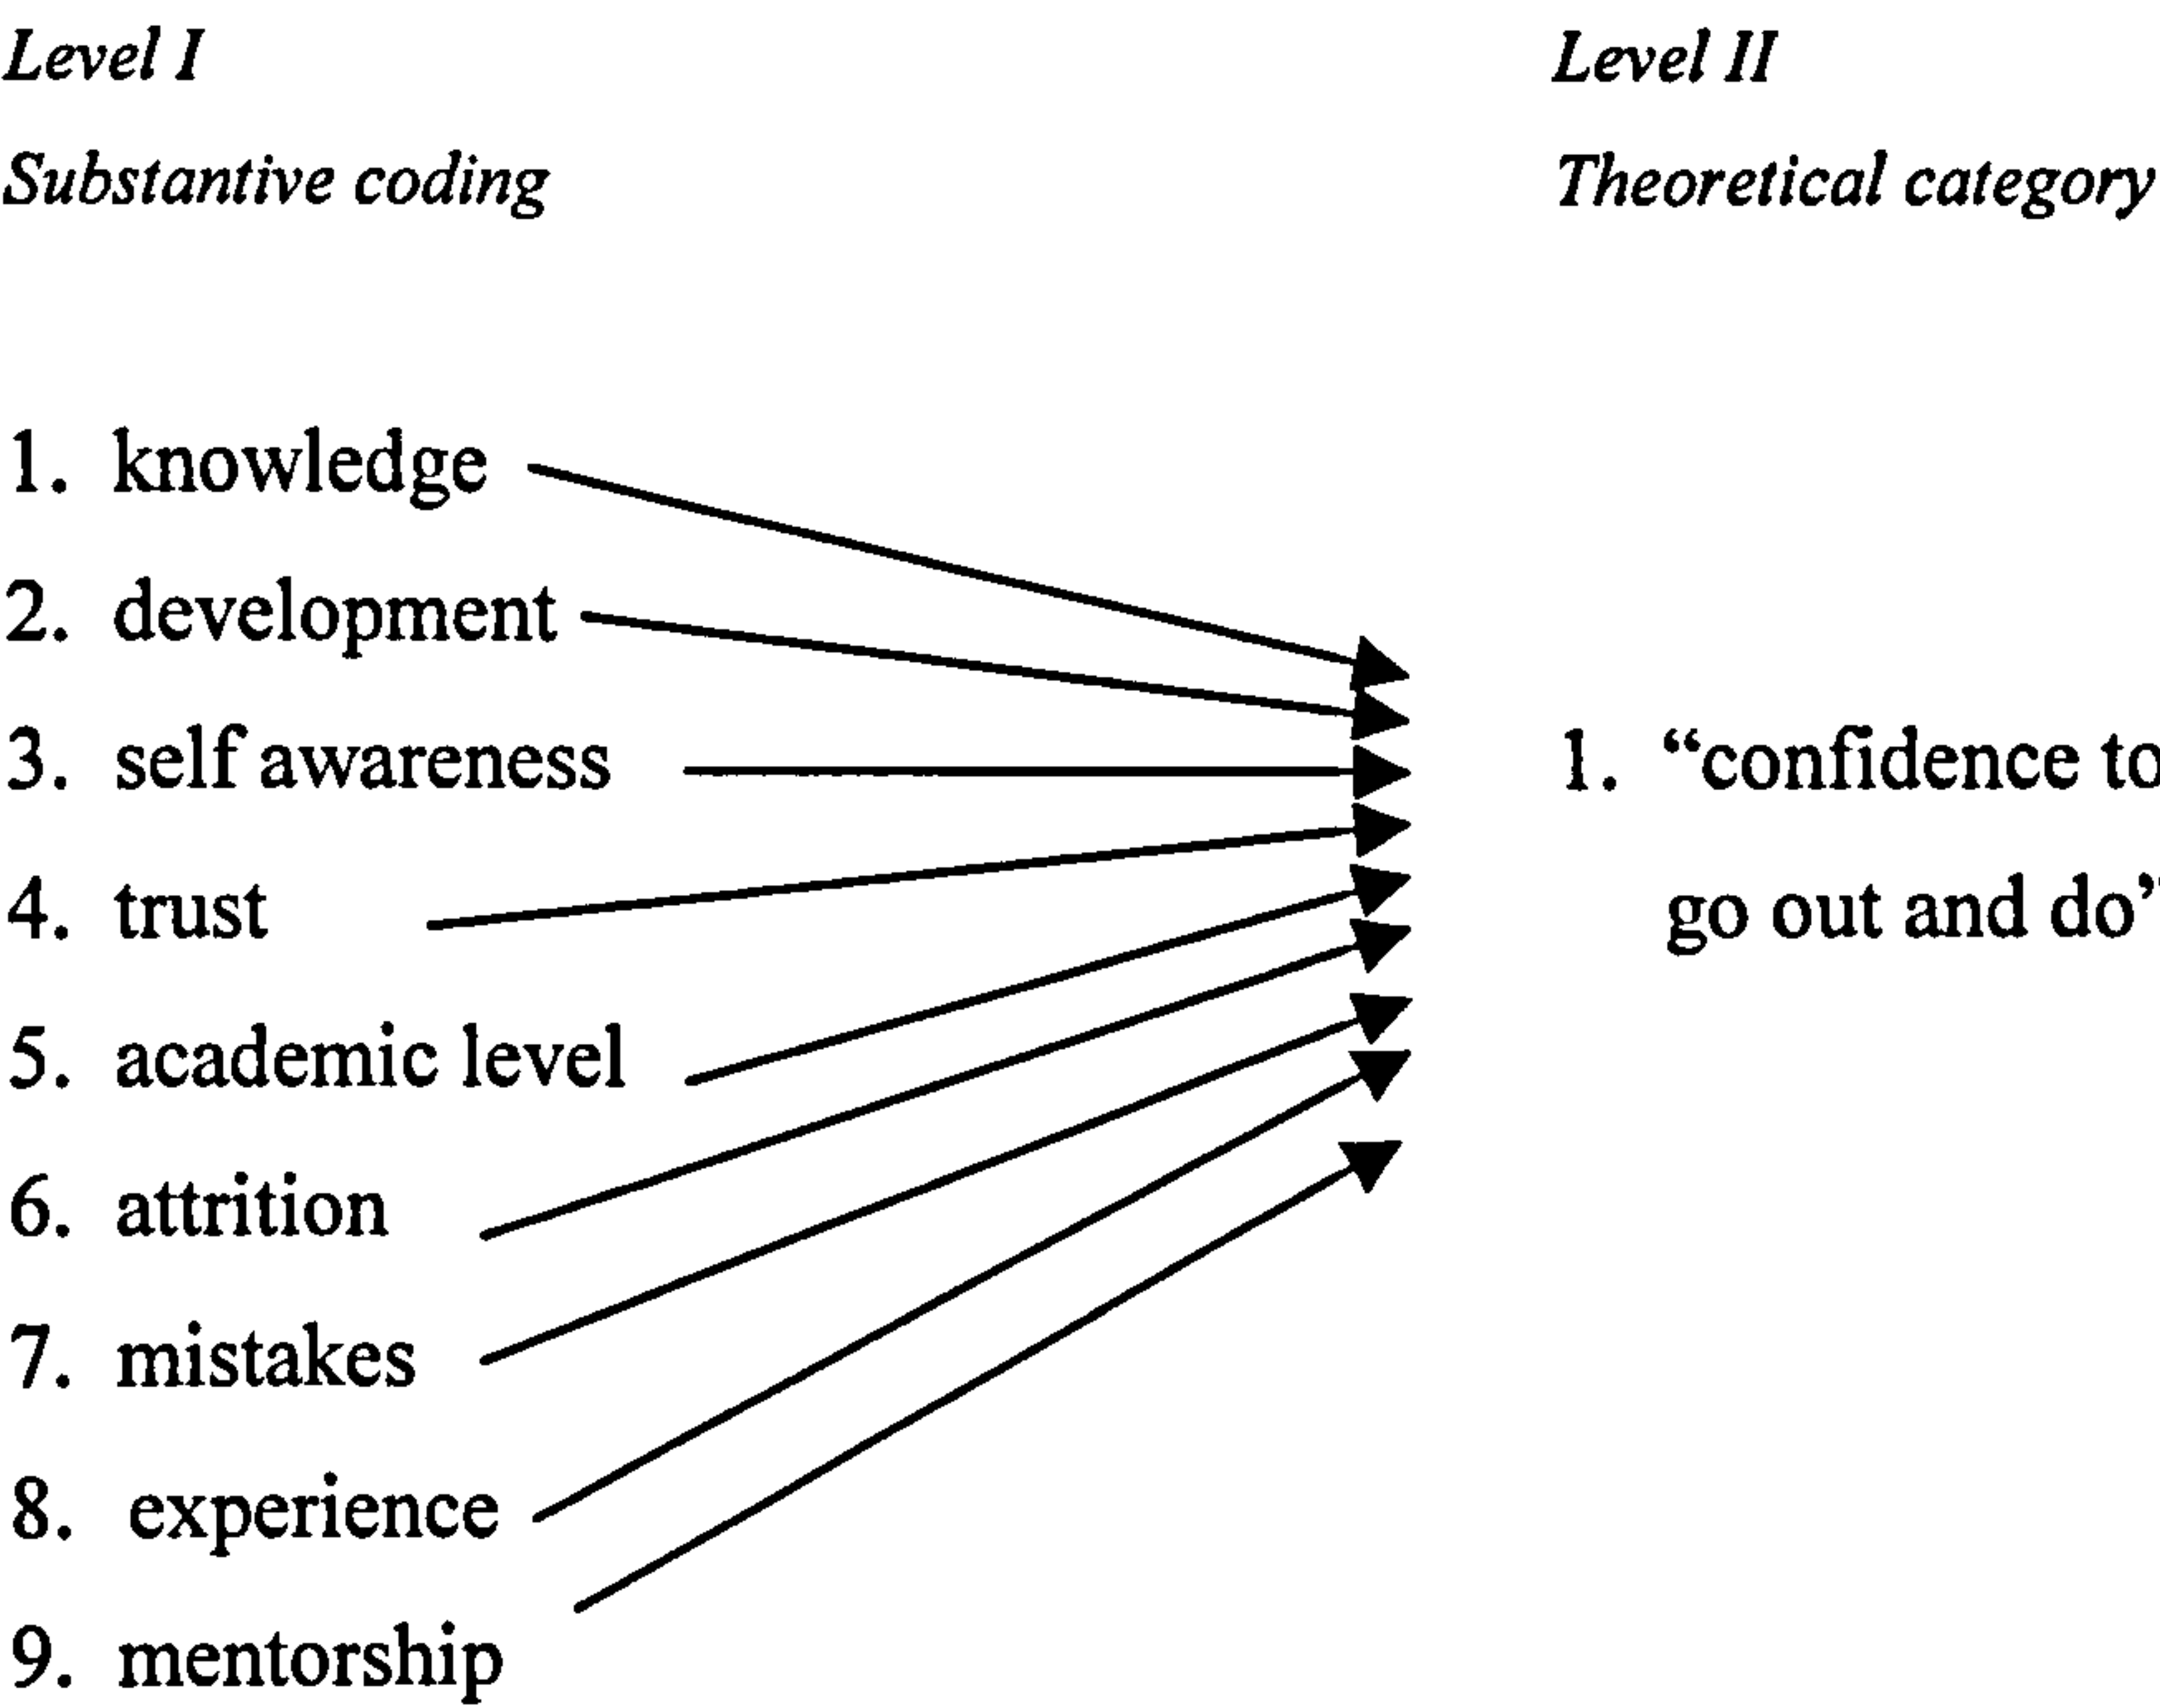 Level I
Level II
Substantive coding
Theoretical category
1. knowledge
2. development
3. self awareness
1. “confidence to
4. trust
go out and do”
5. academic level
6. attrition
7. mistakes
8. experience
9. mentorship